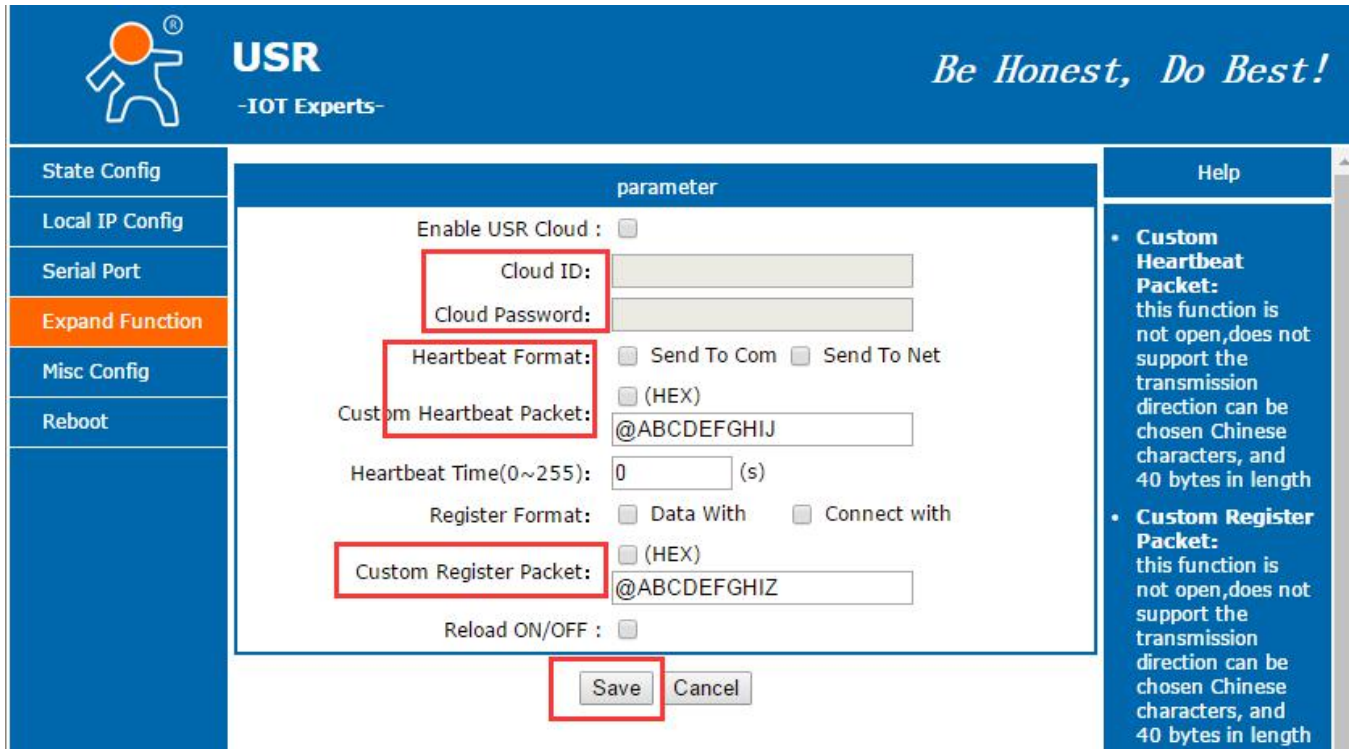 ®
USR
-IOT Experts-
Be Honest, Do Best!
State Config
Local IP Config
Serial Port
Expand Function
Misc Config
Reboot
parameter
Enable USR Cloud :
Cloud ID:
Cloud Password:
Heartbeat Format: Send To Com Send To Net
Custom Heartbeat Packet: (HEX)
@ABCDEFGHIJ
Heartbeat Time(0~255): 0 (s)
Register Format: Data With Connect with
Custom Register Packet: (HEX)
@ABCDEFGHIZ
Reload ON/OFF :
Save Cancel
Help
• Custom
Heartbeat
Packet:
this function is
not open,does not
support the
transmission
direction can be
chosen Chinese
characters, and
40 bytes in length
• Custom Register
Packet:
this function is
not open,does not
support the
transmission
direction can be
chosen Chinese
characters, and
40 bytes in length